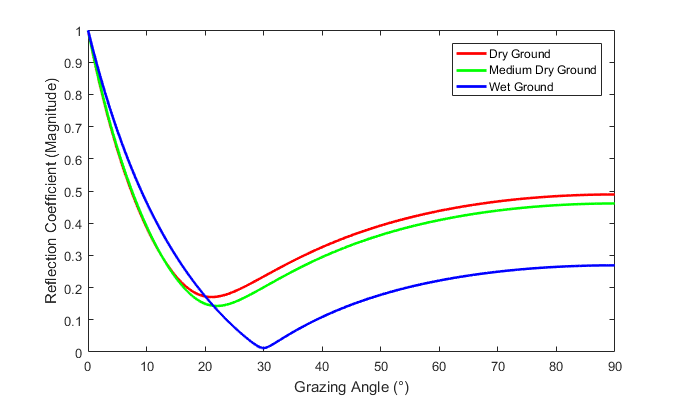 1
0.9
0.8
0.7
0.6
0.5
0.4
0.3
0.2
0.1
0
Reflection Coefficient (Magnitude)
Dry Ground
Medium Dry Ground
Wet Ground
0 10 20 30 40 50 60 70 80 90
Grazing Angle (°)